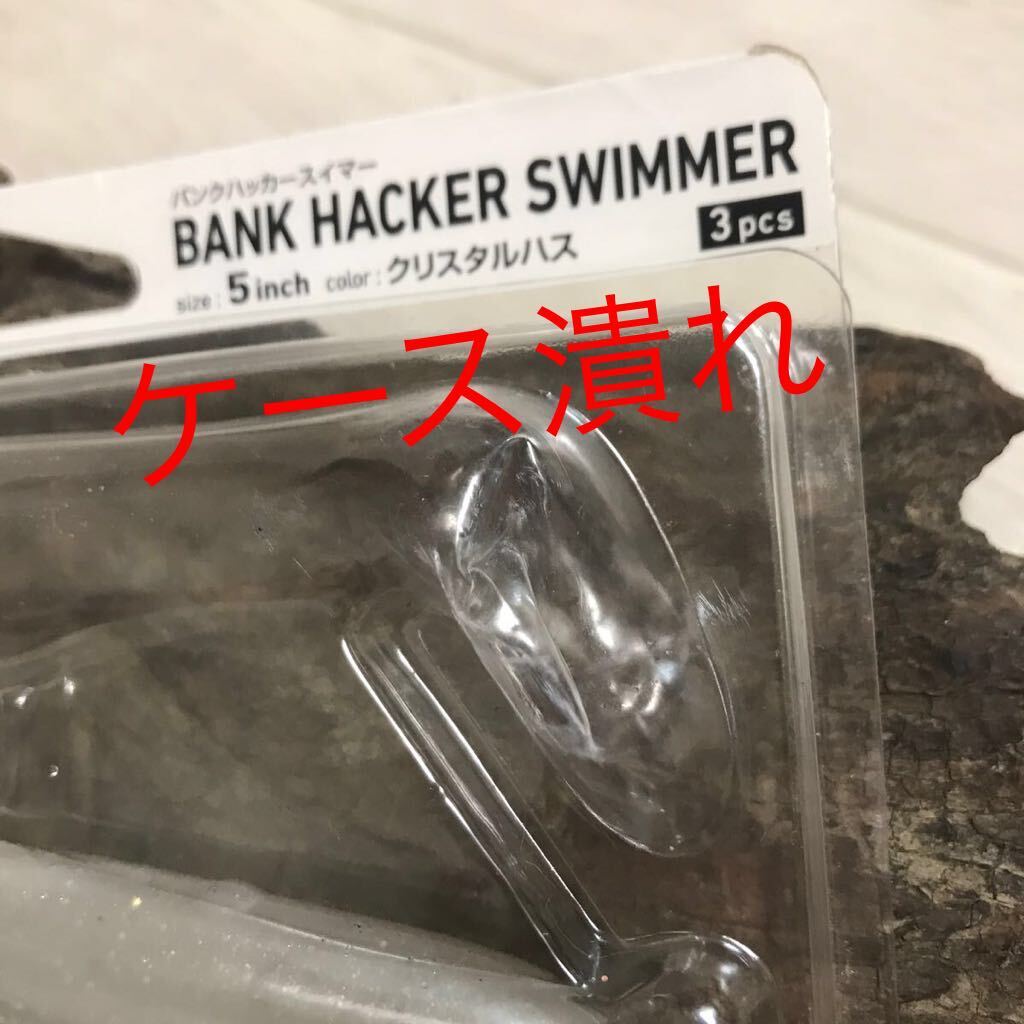 バンクハッカースイマー
BANK HACKER SWIMMER
size : 5inch color : クリスタルハス
3pcs
ケース潰れ